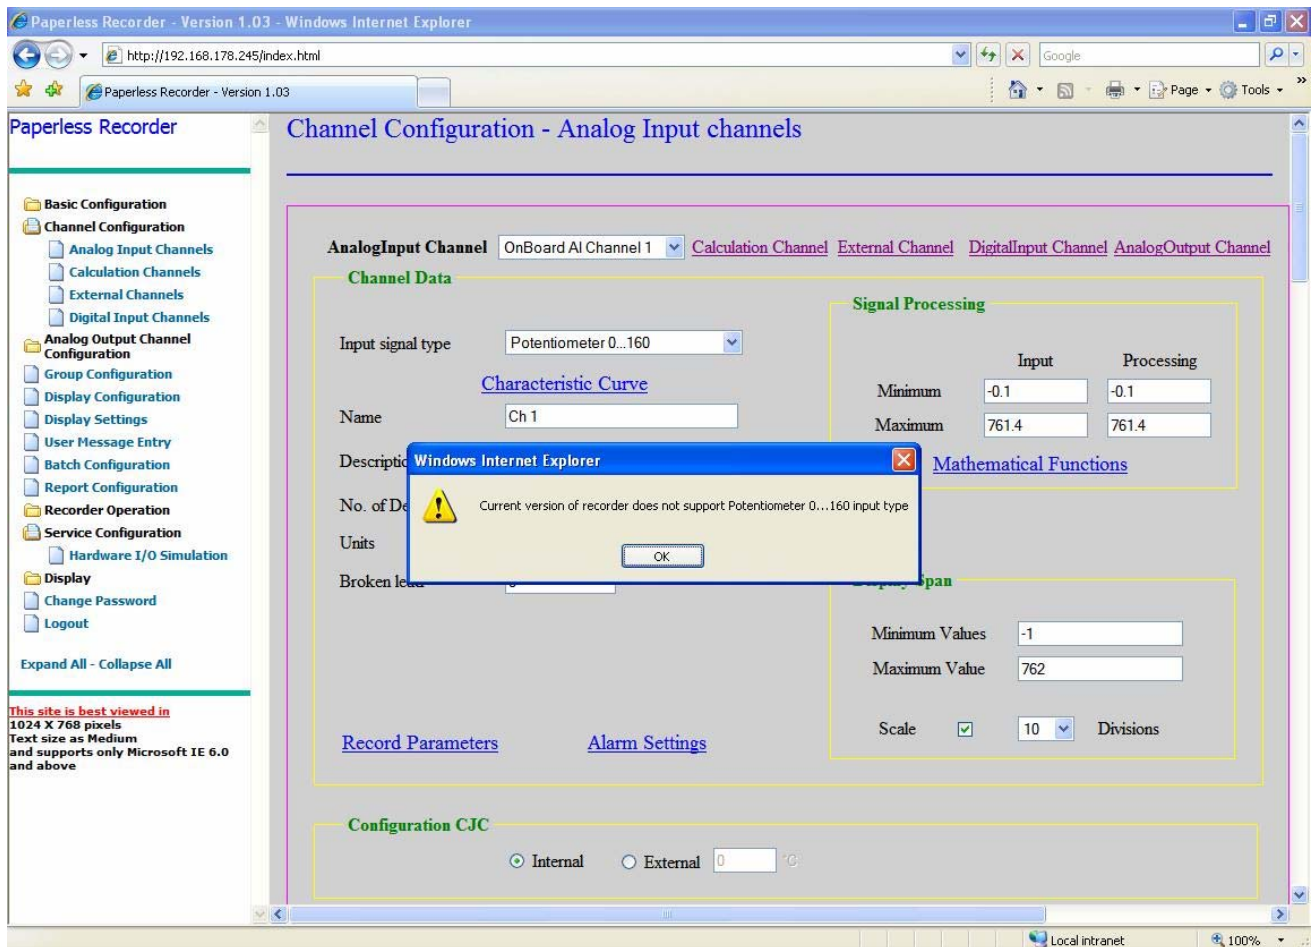 Paperless Recorder - Version 1.03 - Windows Internet Explorer
http://192.168.178.245/index.html
Google
Paperless Recorder - Version 1.03
Page
Tools
»
Paperless Recorder
Basic Configuration
Channel Configuration
Analog Input Channels
Calculation Channels
External Channels
Digital Input Channels
Analog Output Channel
Configuration
Group Configuration
Display Configuration
Display Settings
User Message Entry
Batch Configuration
Report Configuration
Recorder Operation
Service Configuration
Hardware I/O Simulation
Display
Change Password
Logout
Expand All - Collapse All
This site is best viewed in
1024 X 768 pixels
Text size as Medium
and supports only Microsoft IE 6.0
and above
Channel Configuration - Analog Input channels
AnalogInput Channel OnBoard AI Channel 1 Calculation Channel External Channel DigitalInput Channel AnalogOutput Channel
Channel Data
Input signal type Potentiometer 0...160
Characteristic Curve
Name Ch 1
Descriptio
No. of De
Units
Broken lead
Signal Processing
Input Processing
Minimum -0.1 -0.1
Maximum 761.4 761.4
Mathematical Functions
Windows Internet Explorer
Current version of recorder does not support Potentiometer 0...160 input type
OK
Display Span
Minimum Values -1
Maximum Value 762
Scale 10 Divisions
Record Parameters Alarm Settings
Configuration CJC
Internal External 0 °C
Local intranet 100%